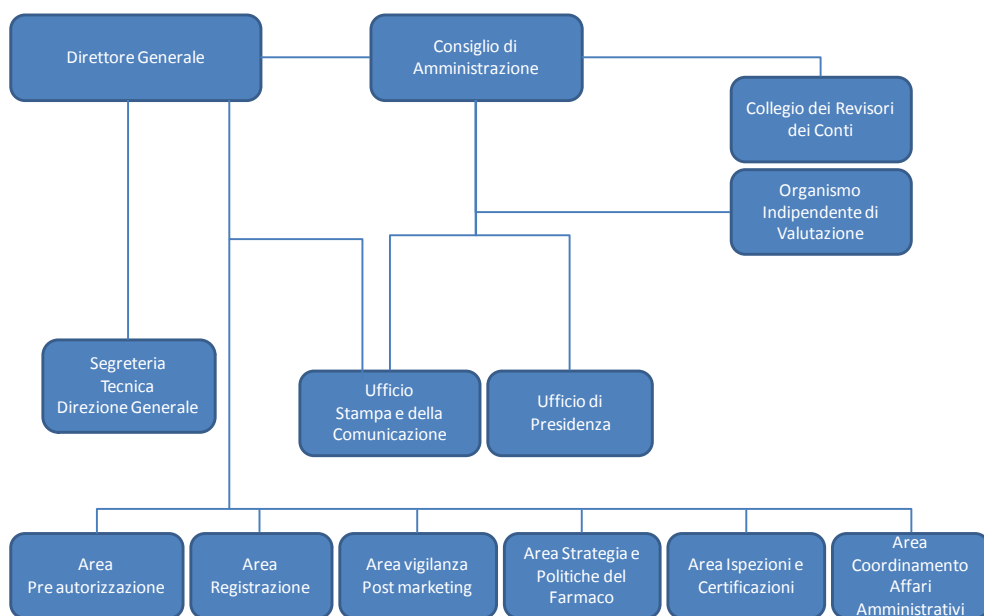 Direttore Generale
Consiglio di
Amministrazione
Collegio dei Revisori
dei Conti
Organismo
Indipendente di
Valutazione
Segreteria
Tecnica
Direzione Generale
Ufficio
Stampa e della
Comunicazione
Ufficio di
Presidenza
Area
Pre autorizzazione
Area
Registrazione
Area vigilanza
Post marketing
Area Strategia e
Politiche del
Farmaco
Area Ispezioni e
Certificazioni
Area
Coordinamento
Affari
Amministrativi